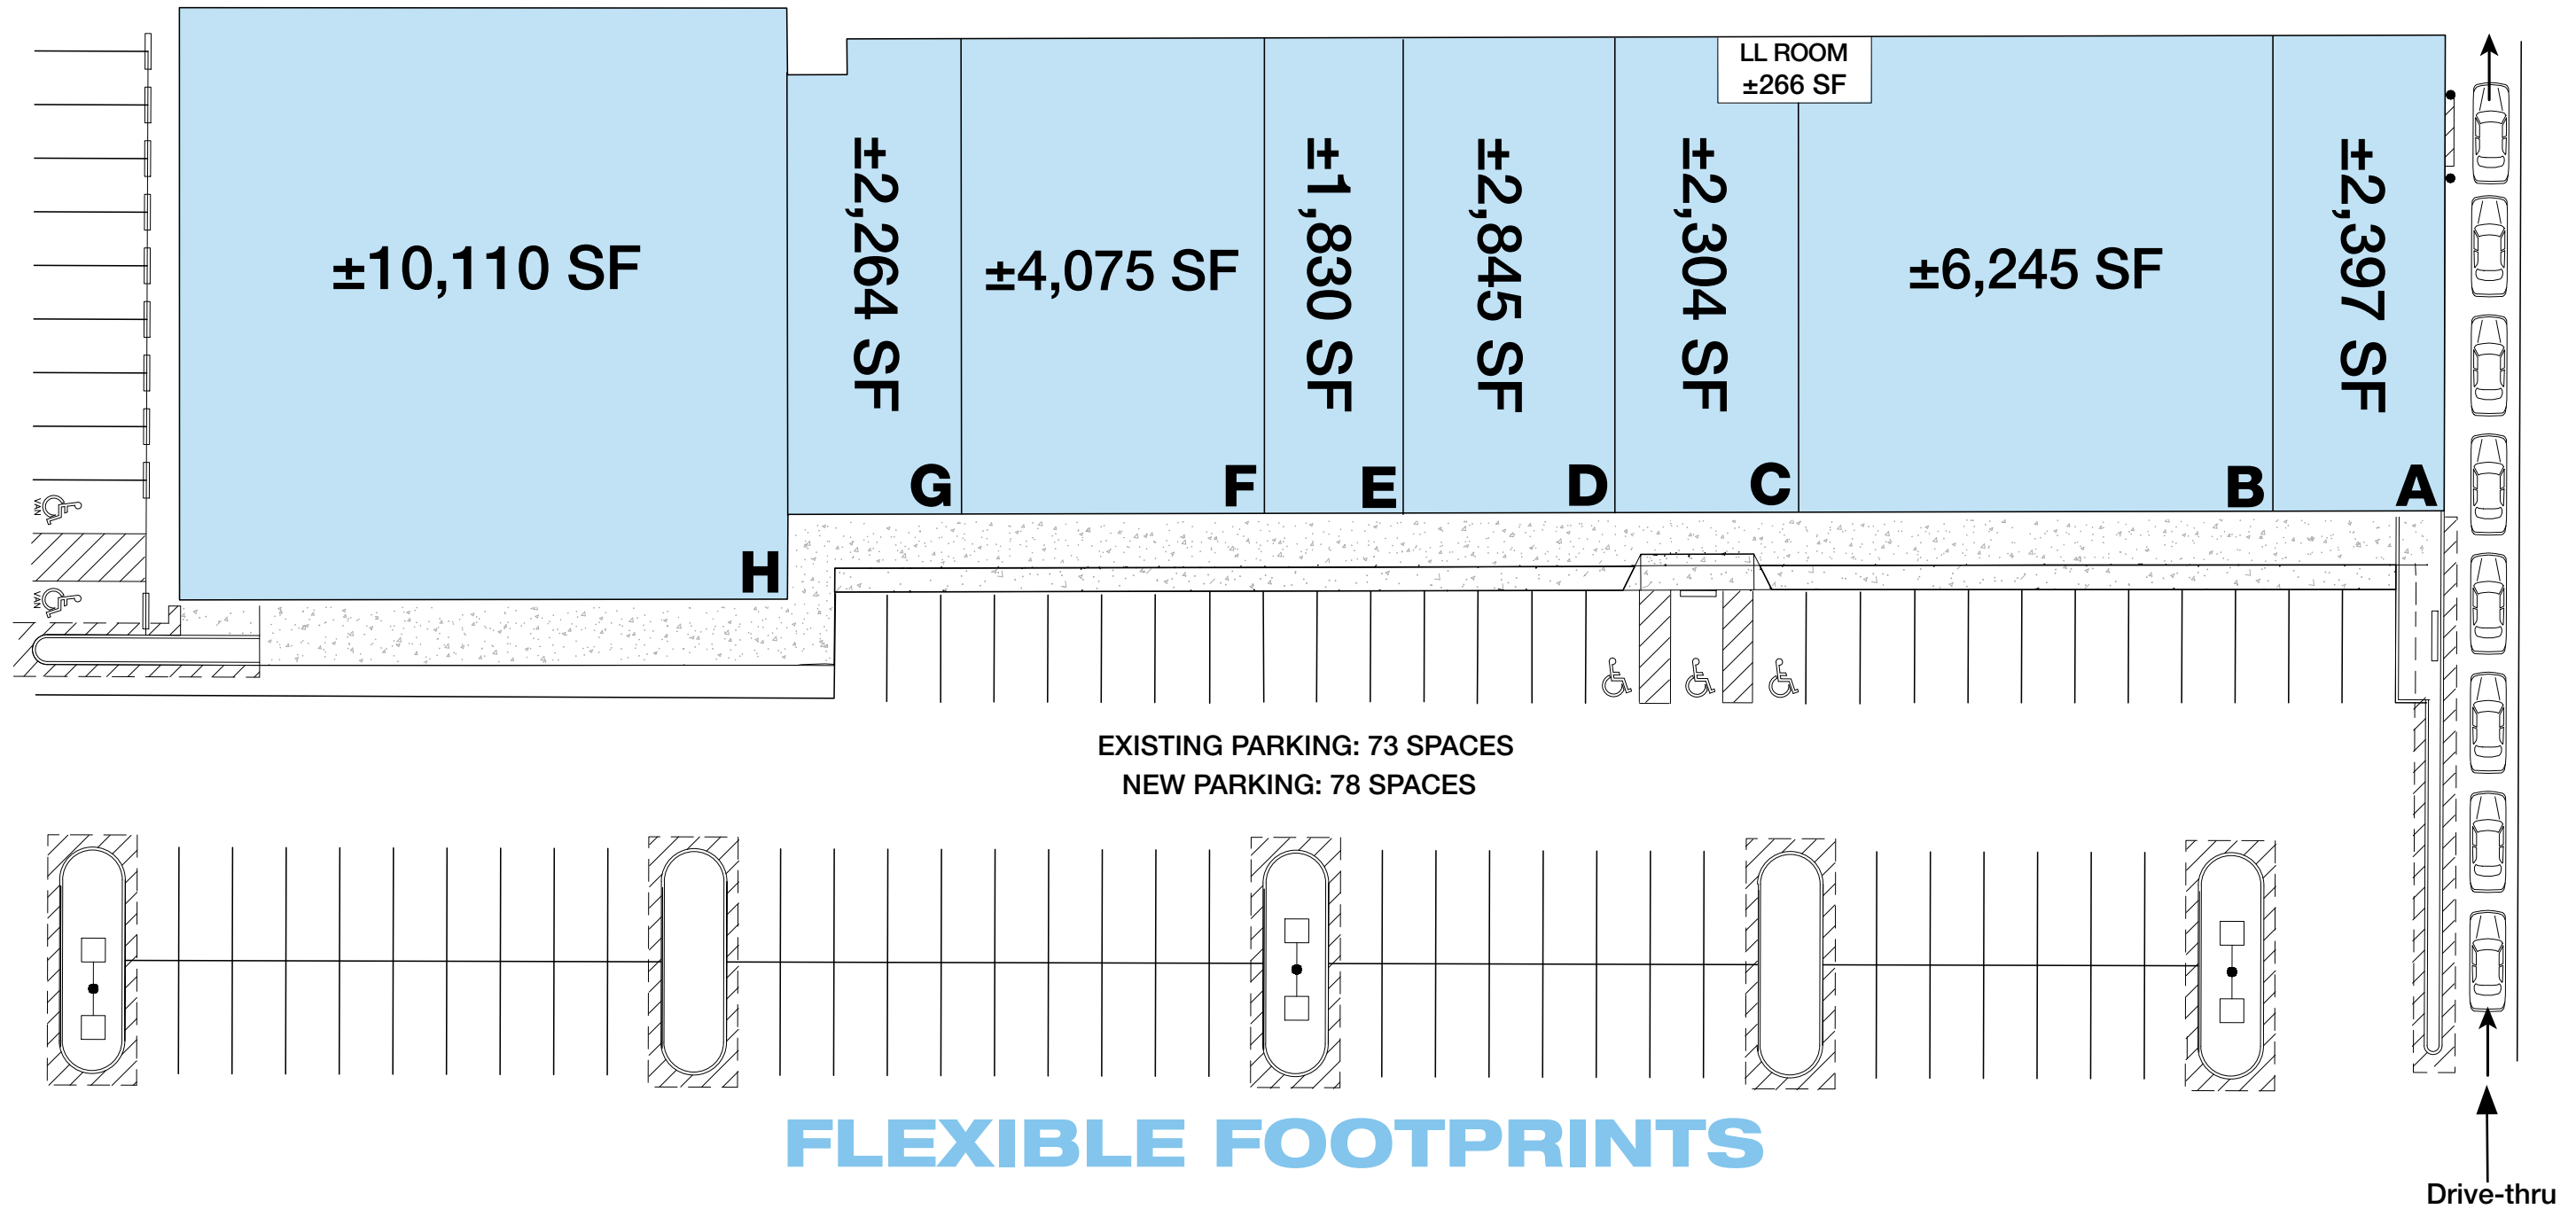 LL ROOM
±266 SF
±10,110 SF
±2,264 SF
±4,075 SF
±1,830 SF
±2,845 SF
±2,304 SF
±6,245 SF
±2,397 SF
H
G
F
E
D
C
B
A
VAN
VAN
EXISTING PARKING: 73 SPACES
NEW PARKING: 78 SPACES
FLEXIBLE FOOTPRINTS
Drive-thru